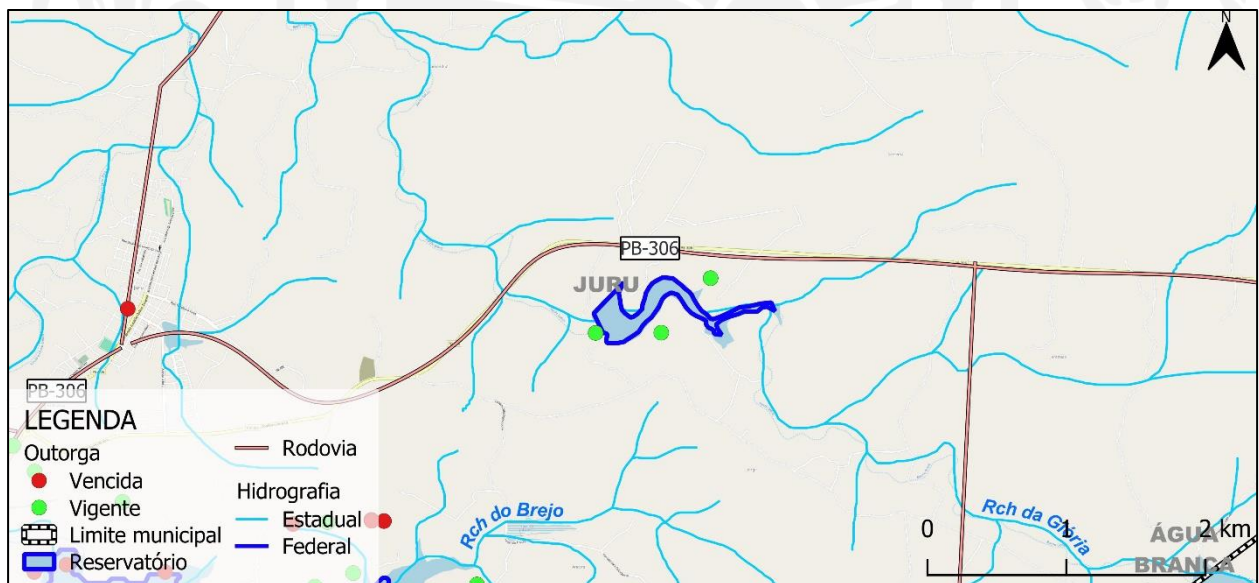 N
PB-306
JURU
PB-306
LEGENDA
Outorga
Vencida
Vigente
Limite municipal
Reservatório
Rodovia
Hidrografia
Estadual
Federal
Rch do Brejo
Rch da Glória
0 1 2 km
ÁGUA
BRANCA